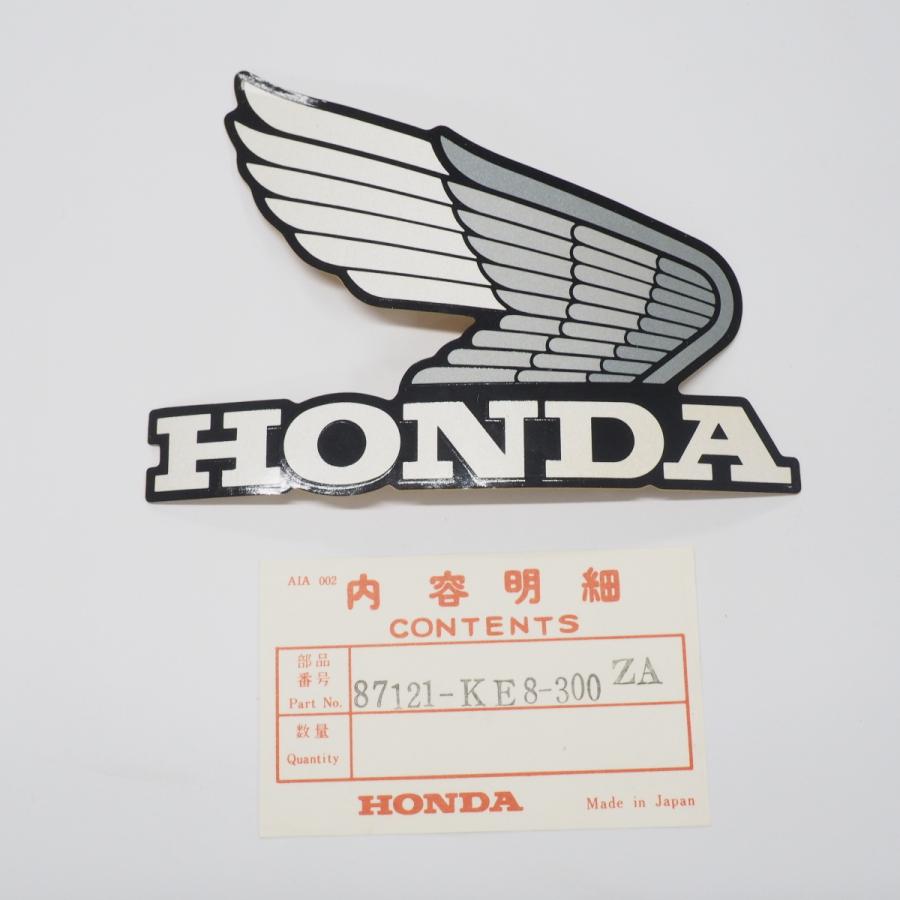 HONDA
AIA 002
内容明細
CONTENTS
部品
番号
Part No.
87121-KE8-300 ZA
数量
Quantity
HONDA
Made in Japan